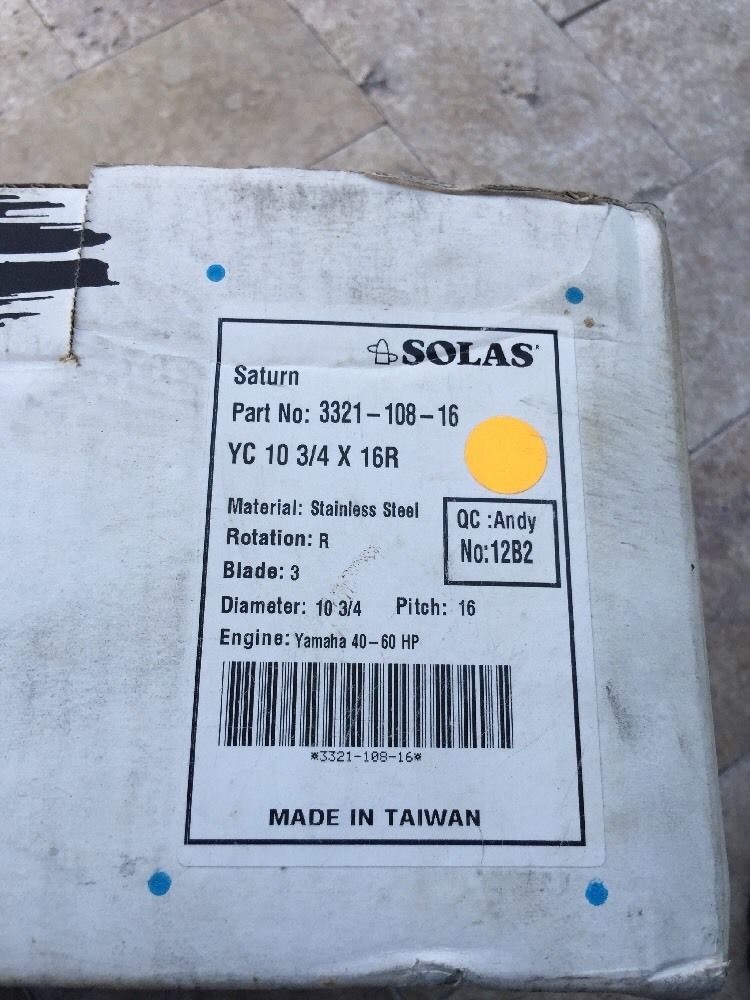 SOLAS
Saturn
Part No: 3321-108-16
YC 10 3/4 X 16R
Material: Stainless Steel
Rotation: R
Blade: 3
QC :Andy
No:12B2
Diameter: 10 3/4 Pitch: 16
Engine: Yamaha 40-60 HP
*3321-108-16*
MADE IN TAIWAN